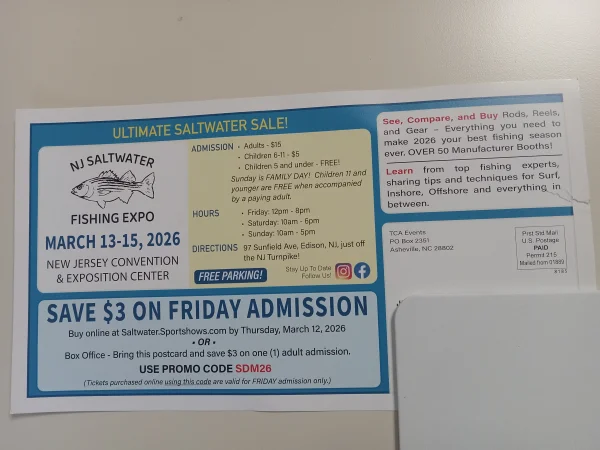 ULTIMATE SALTWATER SALE!
NJ SALTWATER
FISHING EXPO
MARCH 13-15, 2026
NEW JERSEY CONVENTION
& EXPOSITION CENTER
ADMISSION • Adults - $15
• Children 6-11 - $5
• Children 5 and under - FREE!
Sunday is FAMILY DAY! Children 11 and
younger are FREE when accompanied
by a paying adult.
HOURS • Friday: 12pm - 8pm
• Saturday: 10am - 6pm
• Sunday: 10am - 5pm
DIRECTIONS 97 Sunfield Ave, Edison, NJ, just off
the NJ Turnpike!
FREE PARKING!
Stay Up To Date
Follow Us!
SAVE $3 ON FRIDAY ADMISSION
Buy online at Saltwater.Sportshows.com by Thursday, March 12, 2026
• OR •
Box Office - Bring this postcard and save $3 on one (1) adult admission.
USE PROMO CODE SDM26
(Tickets purchased online using this code are valid for FRIDAY admission only.)
See, Compare, and Buy Rods, Reels,
and Gear – Everything you need to
make 2026 your best fishing season
ever. OVER 50 Manufacturer Booths!
Learn from top fishing experts,
sharing tips and techniques for Surf,
Inshore, Offshore and everything in
between.
TCA Events
PO Box 2351
Asheville, NC 28802
Prst Std Mail
U.S. Postage
PAID
Permit 215
Mailed from 01889